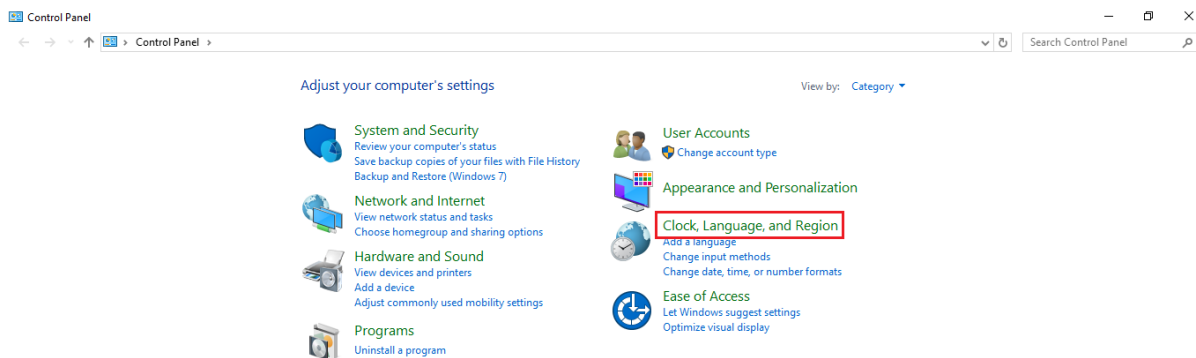 Control Panel
Control Panel
Search Control Panel
Adjust your computer's settings
View by: Category
System and Security
Review your computer's status
Save backup copies of your files with File History
Backup and Restore (Windows 7)
Network and Internet
View network status and tasks
Choose homegroup and sharing options
Hardware and Sound
View devices and printers
Add a device
Adjust commonly used mobility settings
Programs
Uninstall a program
User Accounts
Change account type
Appearance and Personalization
Clock, Language, and Region
Add a language
Change input methods
Change date, time, or number formats
Ease of Access
Let Windows suggest settings
Optimize visual display